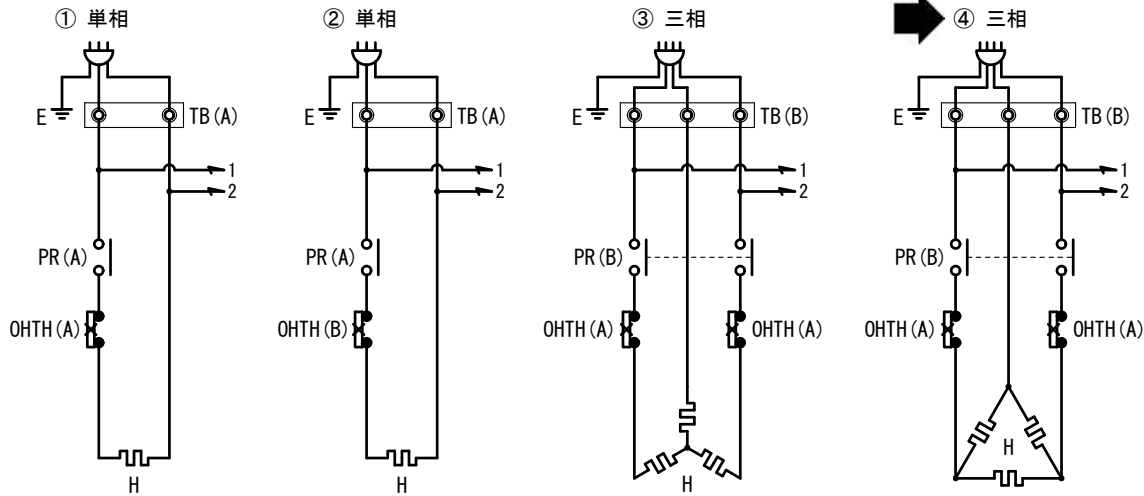 ① 単相
E
TB(A)
1
2
PR(A)
OHTH(A)
H
② 単相
E
TB(A)
1
2
PR(A)
OHTH(B)
H
③ 三相
E
TB(B)
1
2
PR(B)
OHTH(A)
OHTH(A)
H
④ 三相
E
TB(B)
1
2
PR(B)
OHTH(A)
OHTH(A)
H